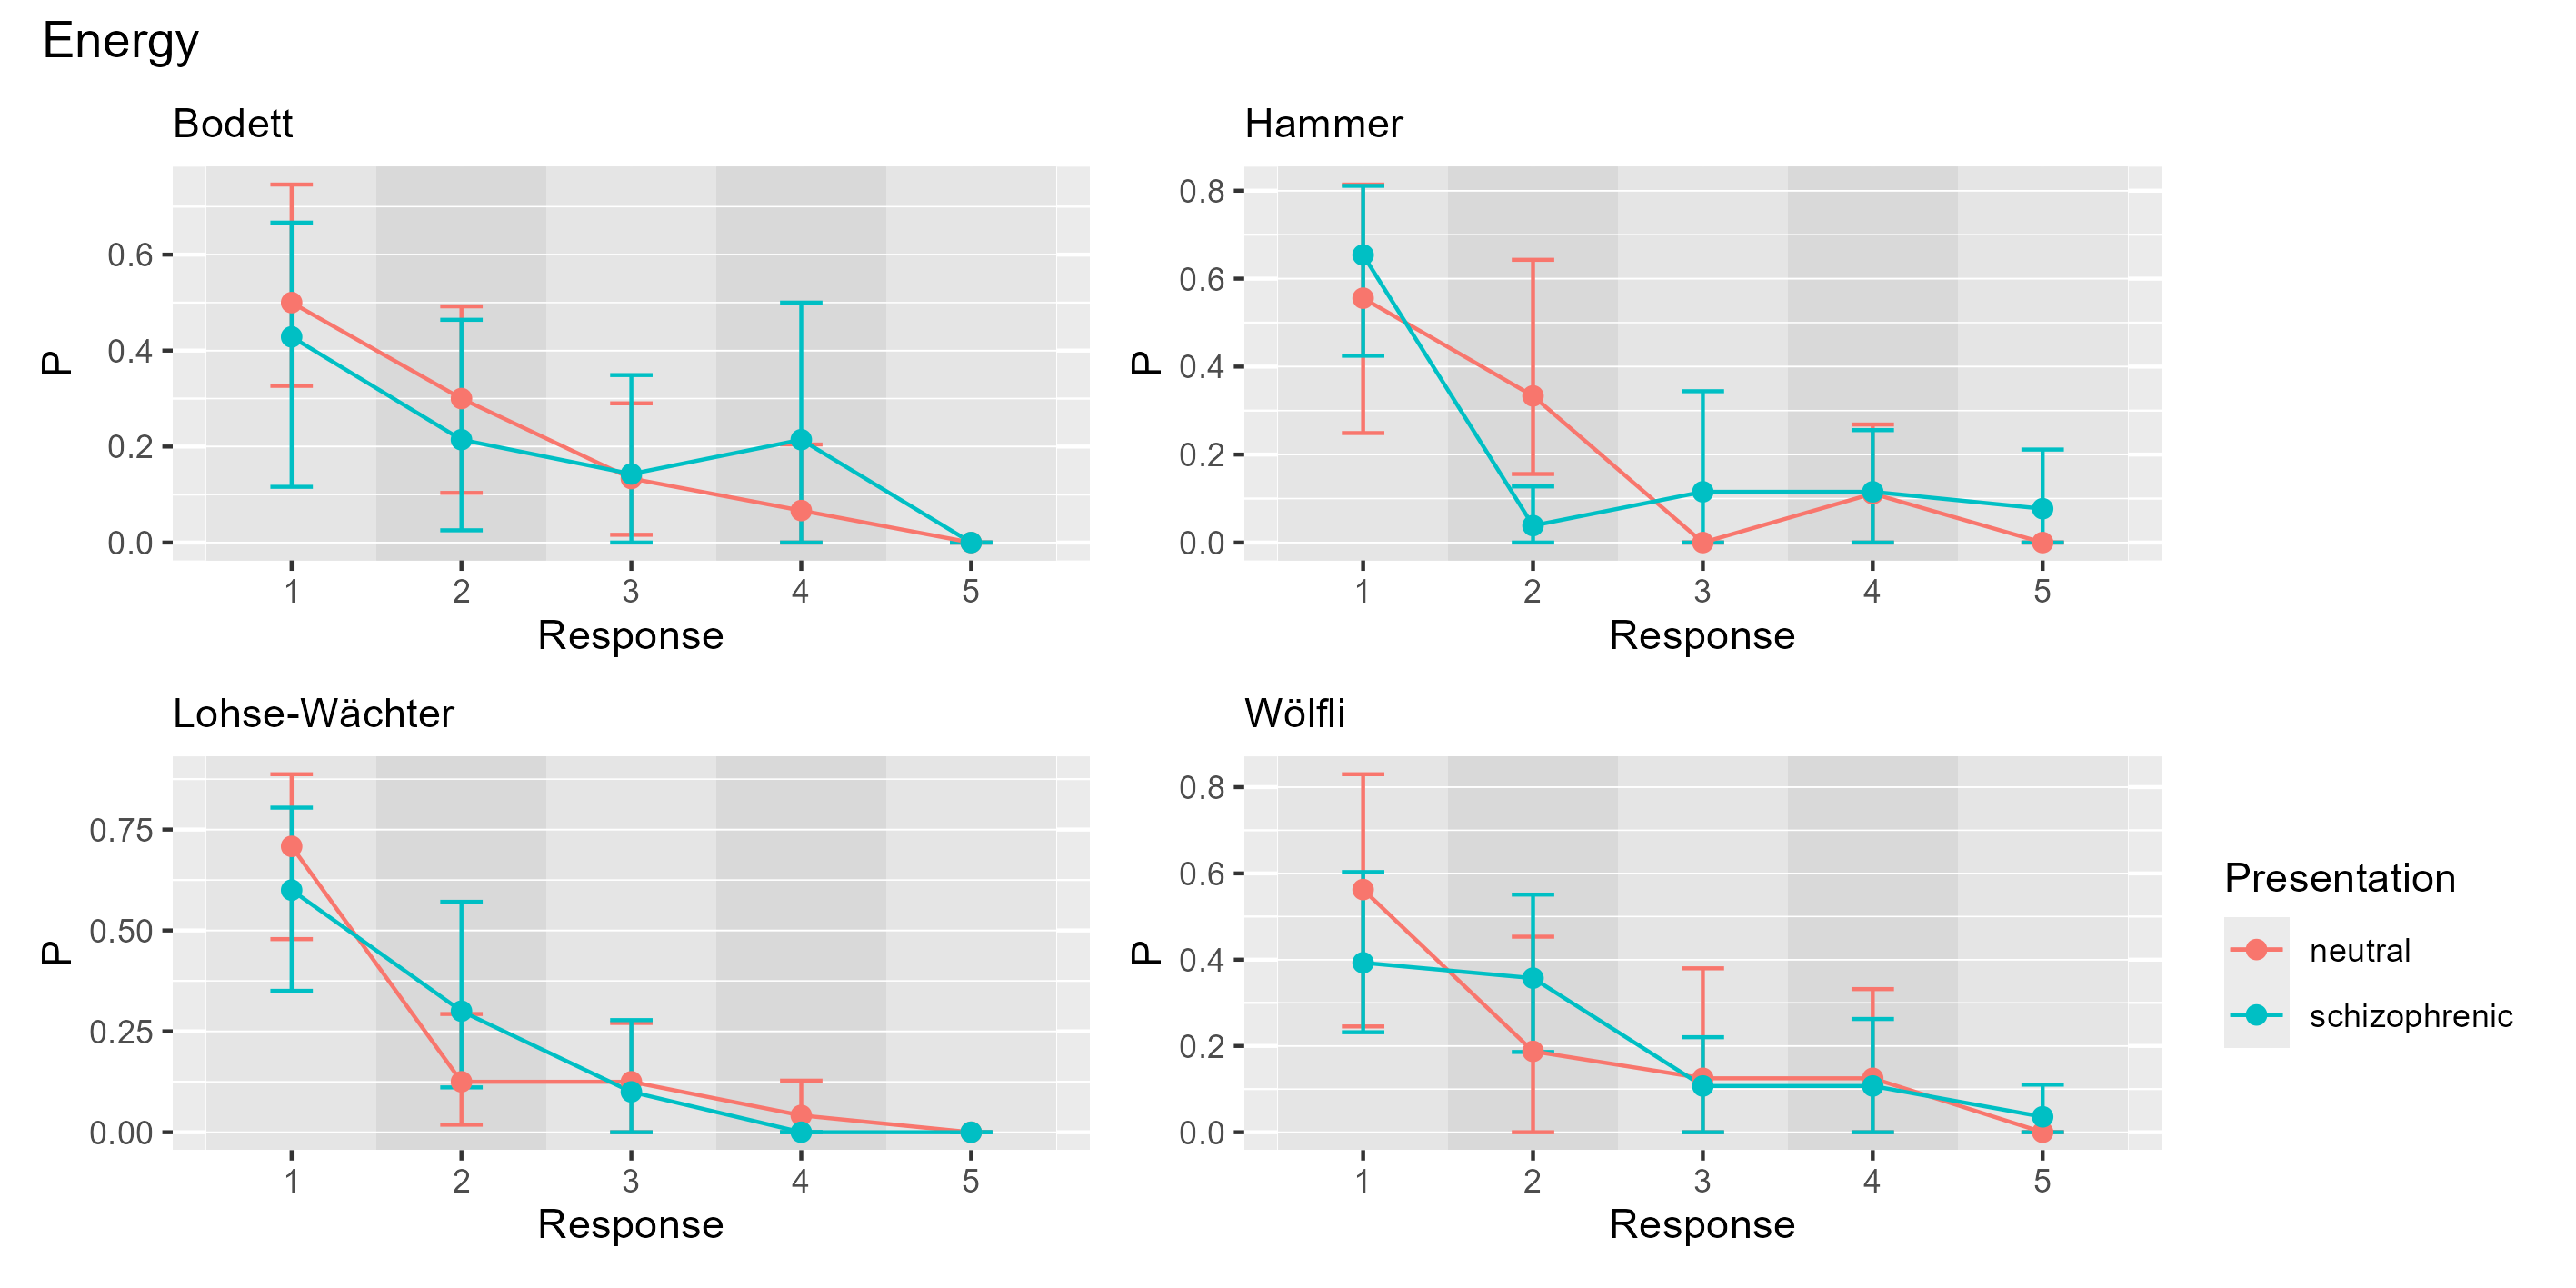 Energy
Bodett
P
0.6
0.4
0.2
0.0
1 2 3 4 5
Response
Hammer
P
0.8
0.6
0.4
0.2
0.0
1 2 3 4 5
Response
Lohse-Wächter
P
0.75
0.50
0.25
0.00
1 2 3 4 5
Response
Wölfli
P
0.8
0.6
0.4
0.2
0.0
1 2 3 4 5
Response
Presentation
neutral
schizophrenic